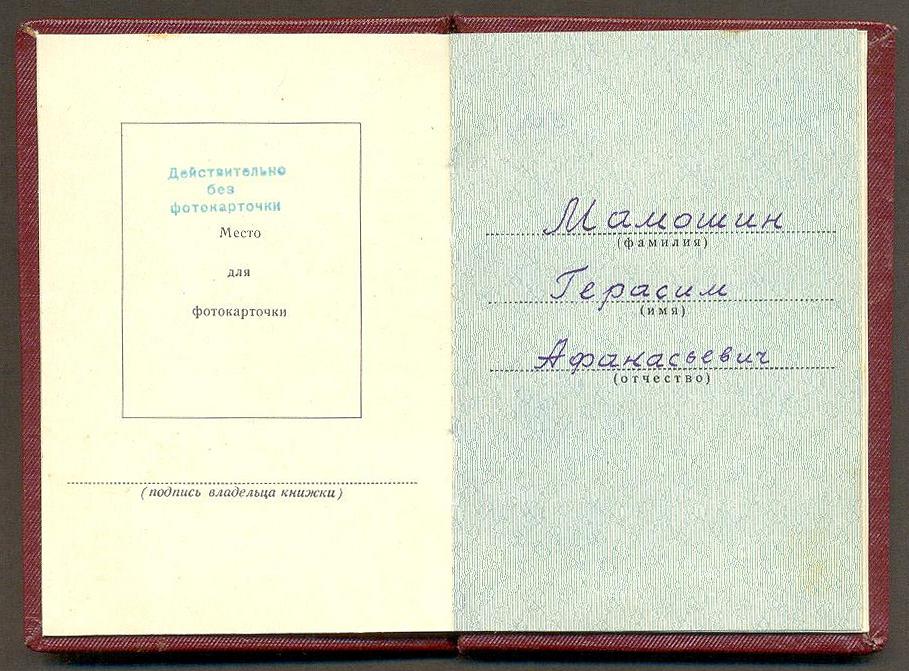 Действительно
без
фотокарточки
Место
для
фотокарточки
(подпись владельца книжки)
Мамошин
(фамилия)
Герасим
(имя)
Афанасьевич
(отчество)